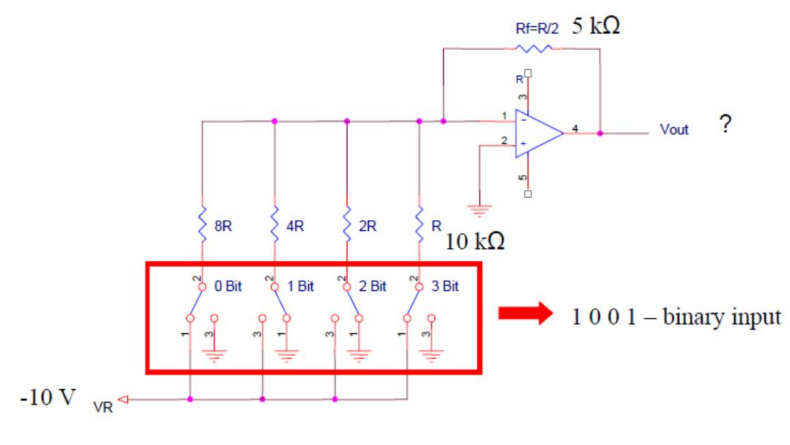 Rf=R/2 5 kΩ
R
3
1
-
4
Vout ?
2
+
5
8R 4R 2R R
10 kΩ
2 0 Bit 2 1 Bit 2 2 Bit 2 3 Bit
1 3 3 1 3 1 1 3
1 0 0 1 – binary input
-10 V VR